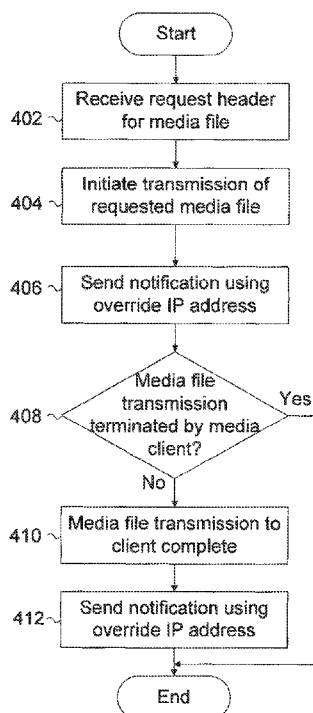 Start
402
Receive request header
for media file
404
Initiate transmission of
requested media file
406
Send notification using
override IP address
408
Media file
transmission
terminated by media
client?
Yes
No
410
Media file transmission to
client complete
412
Send notification using
override IP address
End